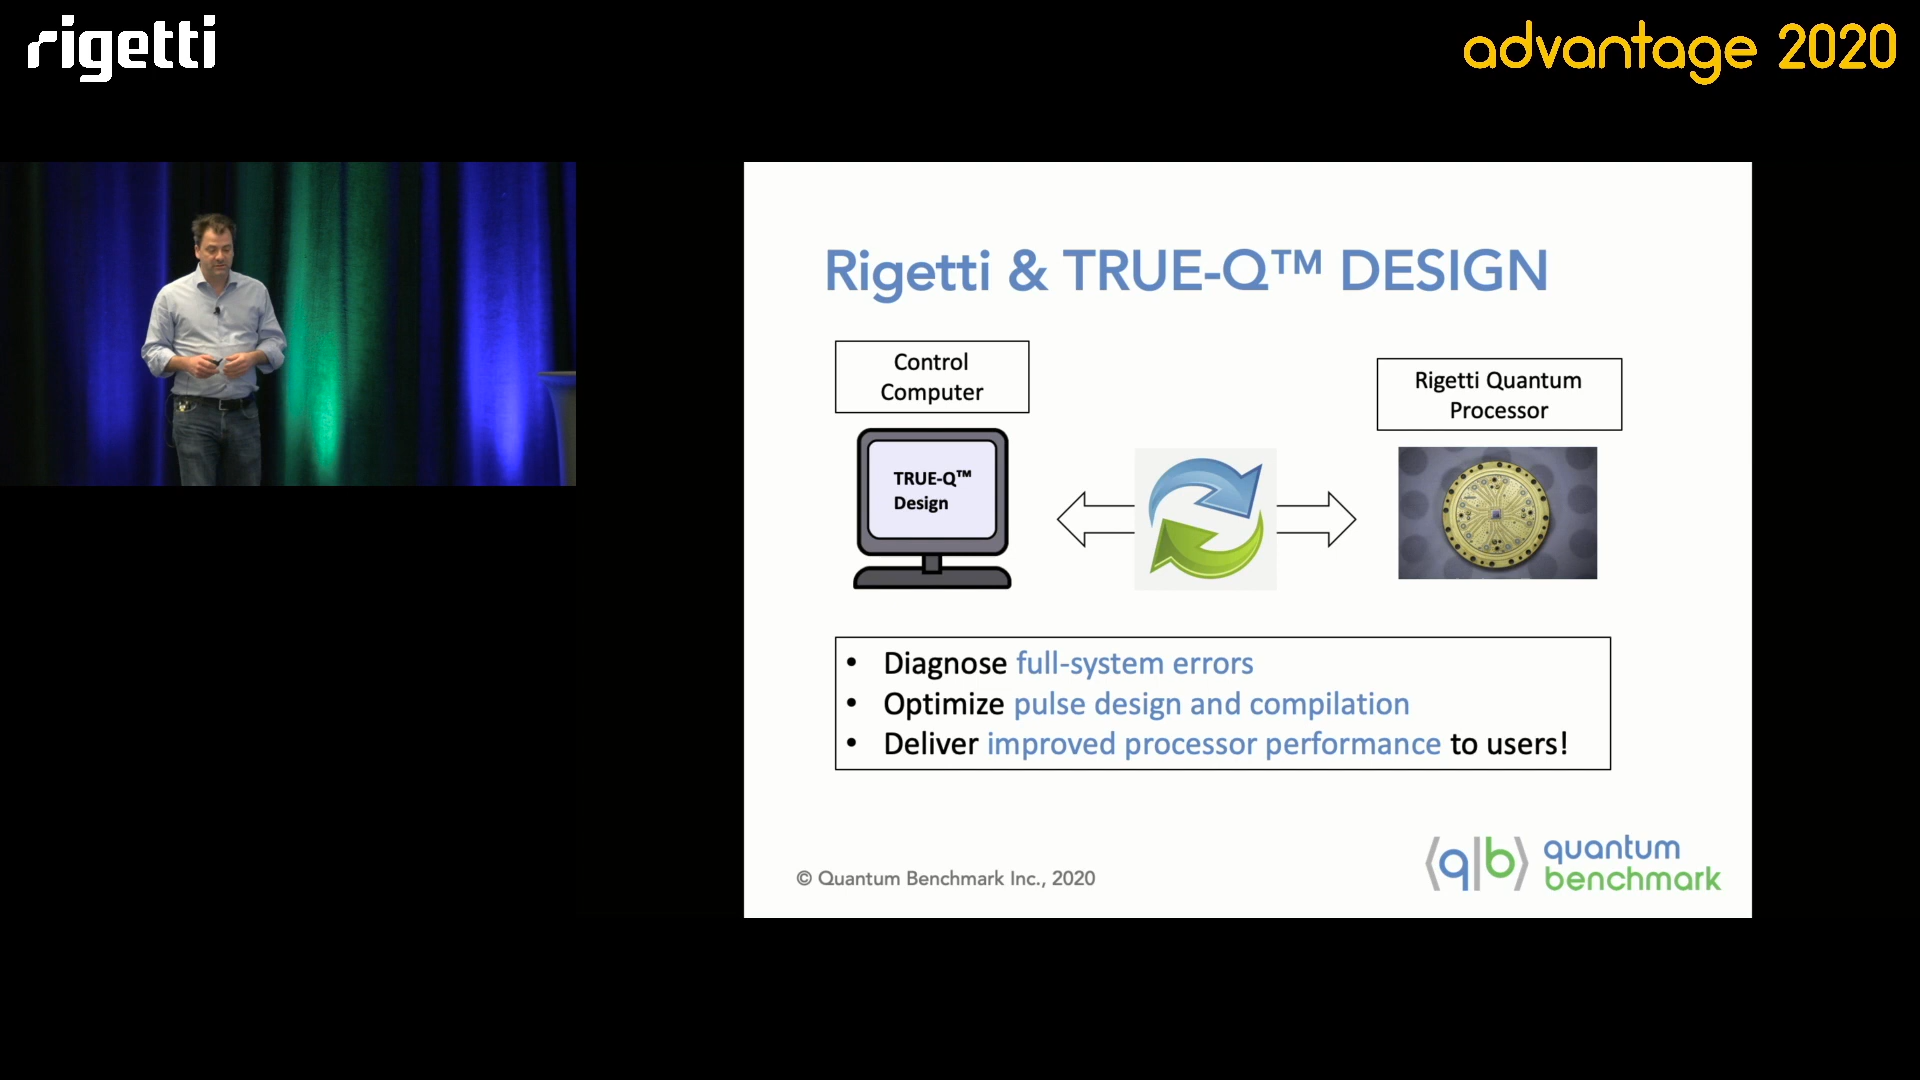 rigetti
advantage 2020
Rigetti & TRUE-Q™ DESIGN
Control
Computer
Rigetti Quantum
Processor
TRUE-Q™
Design
• Diagnose full-system errors
• Optimize pulse design and compilation
• Deliver improved processor performance to users!
© Quantum Benchmark Inc., 2020
⟨q|b⟩
quantum
benchmark